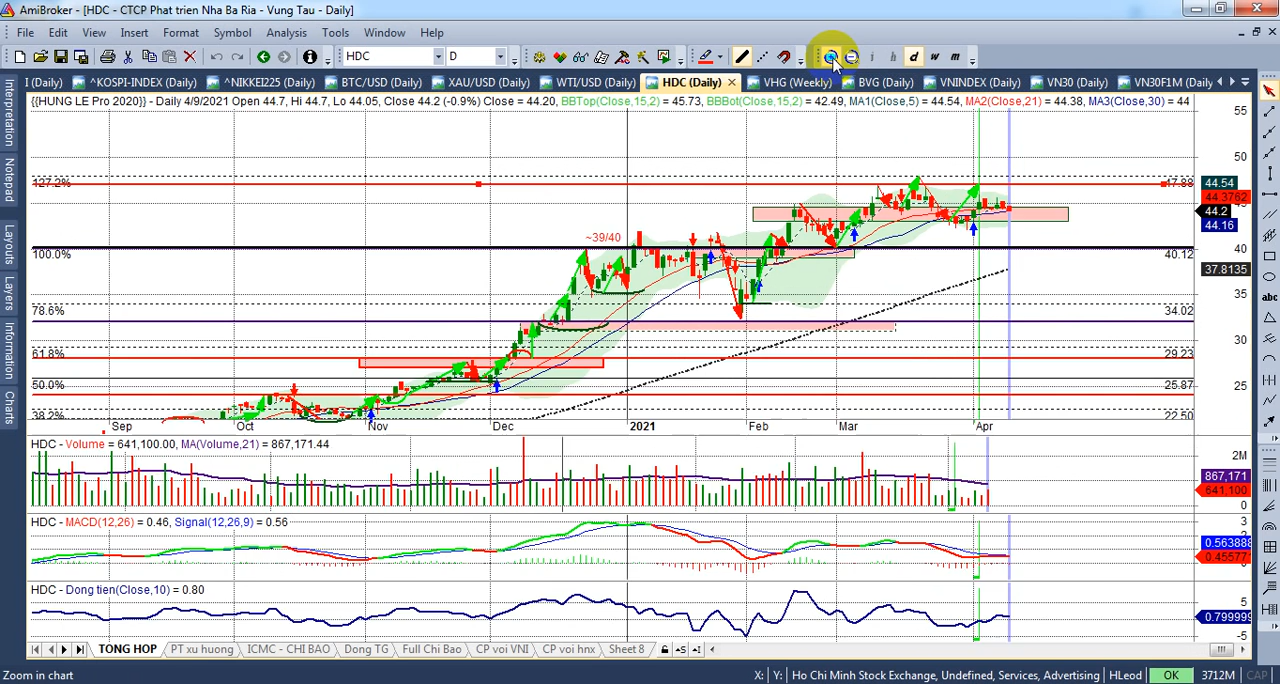 AmiBroker - [HDC - CTCP Phat trien Nha Ba Ria - Vung Tau - Daily]
File Edit View Insert Format Symbol Analysis Tools Window Help
HDC D i h d w m
I (Daily) ^KOSPI-INDEX (Daily) ^NIKKEI225 (Daily) BTC/USD (Daily) XAU/USD (Daily) WTI/USD (Daily) HDC (Daily) VHG (Weekly) BVG (Daily) VNINDEX (Daily) VN30 (Daily) VN30F1M (Daily)
{{HUNG LE Pro 2020}} - Daily 4/9/2021 Open 44.7, Hi 44.7, Lo 44.05, Close 44.2 (-0.9%) Close = 44.20, BBTop(Close,15,2) = 45.73, BBBot(Close,15,2) = 42.49, MA1(Close,5) = 44.54, MA2(Close,21) = 44.38, MA3(Close,30) = 44
Interpretation
Notepad
Layouts
Layers
Information
Charts
abc
55
50
45
40
35
30
25
127.2%
100.0%
78.6%
61.8%
50.0%
38.2%
~39/40
40.12
34.02
29.23
25.87
22.50
44.54
44.3762
44.2
44.16
37.8135
Sep Oct Nov Dec 2021 Feb Mar Apr
HDC - Volume = 641,100.00, MA(Volume,21) = 867,171.44
2M
867,171
641,100
0
HDC - MACD(12,26) = 0.46, Signal(12,26,9) = 0.56
3
0.563888
0.45577
HDC - Dong tien(Close,10) = 0.80
5
0.799999
-5
TONG HOP PT xu huong ICMC - CHI BAO Dong TG Full Chi Bao CP voi VNI CP voi hnx Sheet 8
Zoom in chart X: Y: Ho Chi Minh Stock Exchange, Undefined, Services, Advertising HLeod OK 3712M CAP